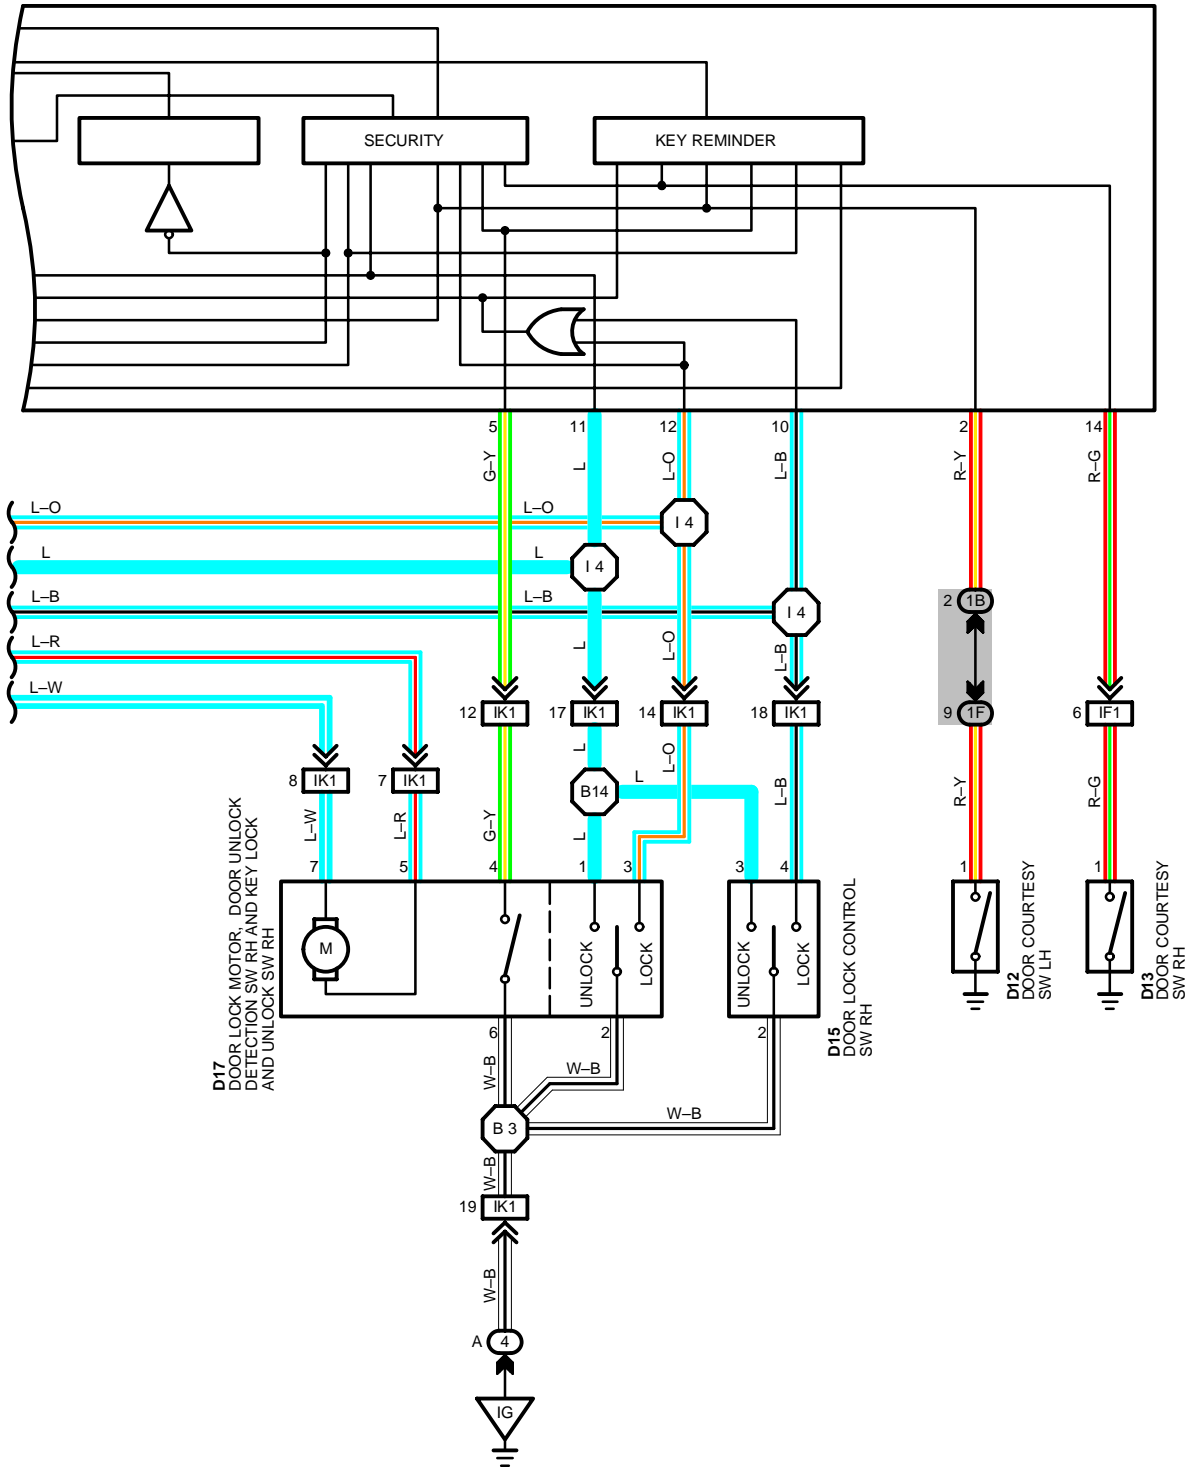 SECURITY
KEY REMINDER
5
11
12
10
2
14
G–Y
L
L–O
L–B
R–Y
R–G
L–O
L–O
I 4
L
L
I 4
L–B
L–B
I 4
2
1B
L–R
L
L–O
L–B
L–W
12
IK1
17
IK1
14
IK1
18
IK1
9
1F
6
IF1
8
IK1
7
IK1
L
L–O
L
B14
L–W
L–R
G–Y
L
L–B
R–Y
R–G
7
5
4
1
3
3
4
1
1
M
UNLOCK
LOCK
UNLOCK
LOCK
D12
DOOR COURTESY
SW LH
D13
DOOR COURTESY
SW RH
D17
DOOR LOCK MOTOR, DOOR UNLOCK
DETECTION SW RH AND KEY LOCK
AND UNLOCK SW RH
6
2
2
D15
DOOR LOCK CONTROL
SW RH
W–B
W–B
W–B
B 3
W–B
19
IK1
W–B
A
4
IG